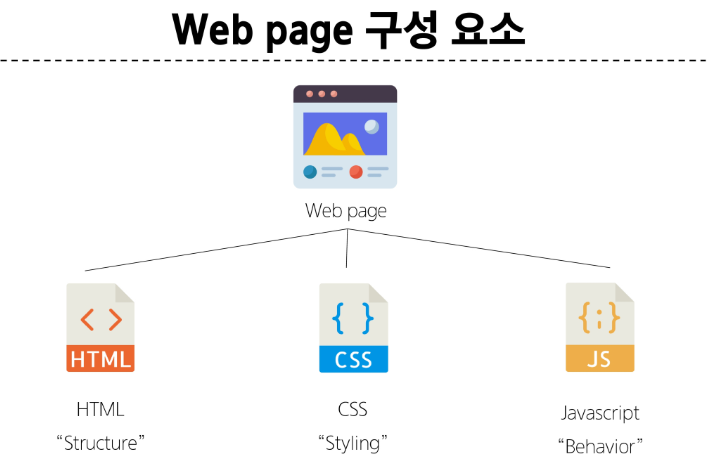 Web page 구성 요소
Web page
HTML
CSS
JS
HTML
CSS
Javascript
“Structure”
“Styling”
“Behavior”